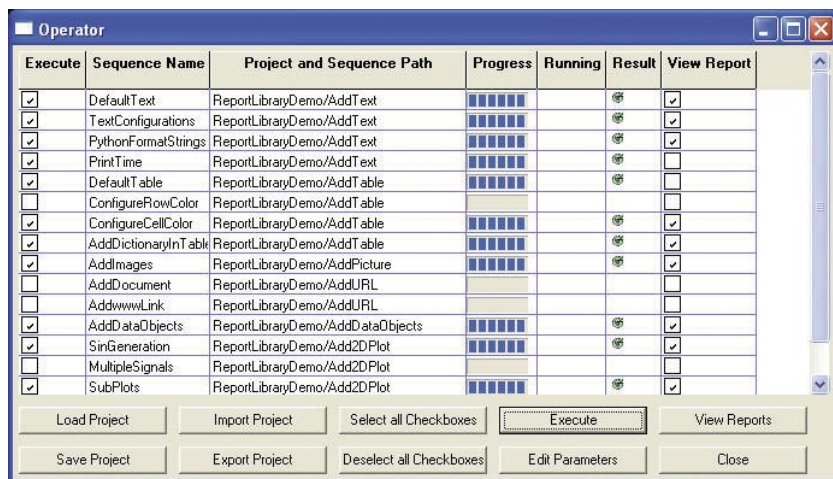 Operator
Execute Sequence Name Project and Sequence Path Progress Running Result View Report
DefaultText ReportLibraryDemo/AddText
TextConfigurations ReportLibraryDemo/AddText
PythonFormatStrings ReportLibraryDemo/AddText
PrintTime ReportLibraryDemo/AddText
DefaultTable ReportLibraryDemo/AddTable
ConfigureRowColor ReportLibraryDemo/AddTable
ConfigureCellColor ReportLibraryDemo/AddTable
AddDictionaryInTable ReportLibraryDemo/AddTable
AddImages ReportLibraryDemo/AddPicture
AddDocument ReportLibraryDemo/AddURL
AddwwwLink ReportLibraryDemo/AddURL
AddDataObjects ReportLibraryDemo/AddDataObjects
SinGeneration ReportLibraryDemo/Add2DPlot
MultipleSignals ReportLibraryDemo/Add2DPlot
SubPlots ReportLibraryDemo/Add2DPlot
Load Project Import Project Select all Checkboxes Execute View Reports
Save Project Export Project Deselect all Checkboxes Edit Parameters Close